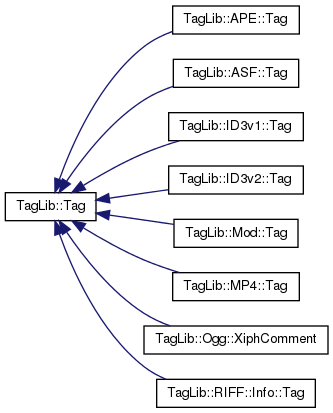 TagLib::APE::Tag
TagLib::ASF::Tag
TagLib::ID3v1::Tag
TagLib::ID3v2::Tag
TagLib::Tag
TagLib::Mod::Tag
TagLib::MP4::Tag
TagLib::Ogg::XiphComment
TagLib::RIFF::Info::Tag